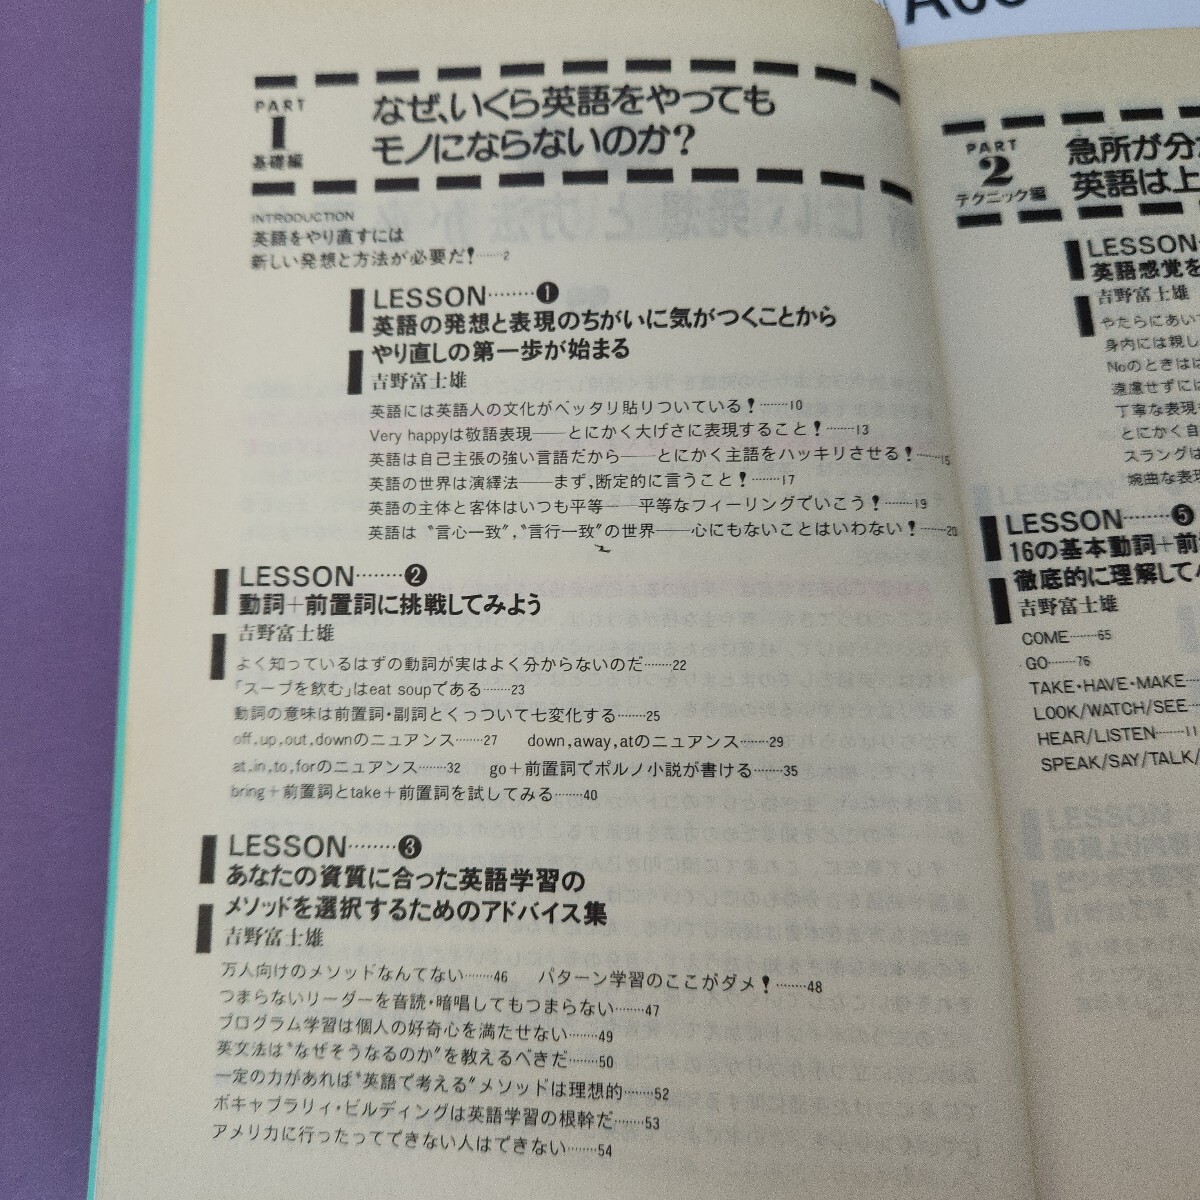 PART
1
基礎編
なぜ、いくら英語をやっても
モノにならないのか?
INTRODUCTION
英語をやり直すには
新しい発想と方法が必要だ!……2
LESSON……❶
英語の発想と表現のちがいに気がつくことから
やり直しの第一歩が始まる
吉野富士雄
英語には英語人の文化がベッタリ貼りついている!……10
Very happyは敬語表現——とにかく大げさに表現すること!……13
英語は自己主張の強い言語だから——とにかく主語をハッキリさせる!……15
英語の世界は演繹法——まず,断定的に言うこと!……17
英語の主体と客体はいつも平等——平等なフィーリングでいこう!……19
英語は〝言心一致〟,〝言行一致〟の世界——心にもないことはいわない!……20
LESSON……❷
動詞+前置詞に挑戦してみよう
吉野富士雄
よく知っているはずの動詞が実はよく分からないのだ……22
「スープを飲む」はeat soupである……23
動詞の意味は前置詞・副詞とくっついて七変化する……25
off,up,out,downのニュアンス……27 down,away,atのニュアンス……29
at,in,to,forのニュアンス……32 go+前置詞でポルノ小説が書ける……35
bring+前置詞とtake+前置詞を試してみる……40
LESSON……❸
あなたの資質に合った英語学習の
メソッドを選択するためのアドバイス集
吉野富士雄
万人向けのメソッドなんてない……46 パターン学習のここがダメ!……48
つまらないリーダーを音読・暗唱してもつまらない……47
プログラム学習は個人の好奇心を満たせない……49
英文法は〝なぜそうなるのか〟を教えるべきだ……50
一定の力があれば〝英語で考える〟メソッドは理想的……52
ボキャブラリィ・ビルディングは英語学習の根幹だ……53
アメリカに行ったってできない人はできない……54
PART
2
テクニック編
急所が分
英語は上
LESSON
英語感覚を
吉野富士雄
やたらにあい
身内には親し
Noのときは
遠慮せずに
丁寧な表現
とにかく自
スラングは
婉曲な表現
LESSON……❺
16の基本動詞+前
徹底的に理解して
吉野富士雄
COME……65
GO……76
TAKE・HAVE・MAKE
LOOK/WATCH/SEE
HEAR/LISTEN……11
SPEAK/SAY/TALK/